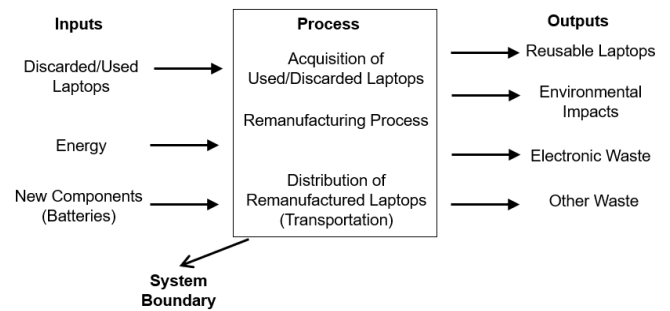 Inputs
Discarded/Used
Laptops
Energy
New Components
(Batteries)
Process
Acquisition of
Used/Discarded Laptops
Remanufacturing Process
Distribution of
Remanufactured Laptops
(Transportation)
Outputs
Reusable Laptops
Environmental
Impacts
Electronic Waste
Other Waste
System
Boundary